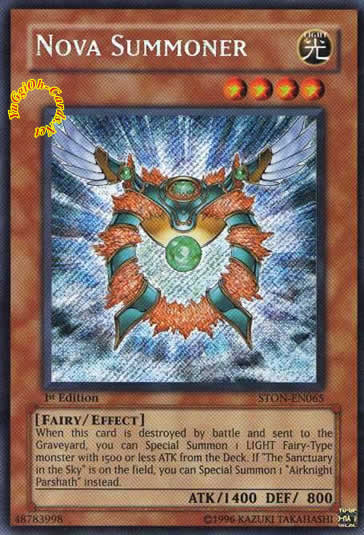 NOVA SUMMONER
LIGHT
光
YuGiOh-Cards.Net
1st Edition
STON-EN065
[FAIRY/EFFECT]
When this card is destroyed by battle and sent to the
Graveyard, you can Special Summon 1 LIGHT Fairy-Type
monster with 1500 or less ATK from the Deck. If "The Sanctuary
in the Sky" is on the field, you can Special Summon 1 "Airknight
Parshath" instead.
ATK/1400 DEF/ 800
48783998
©1996 KAZUKI TAKAHASHI